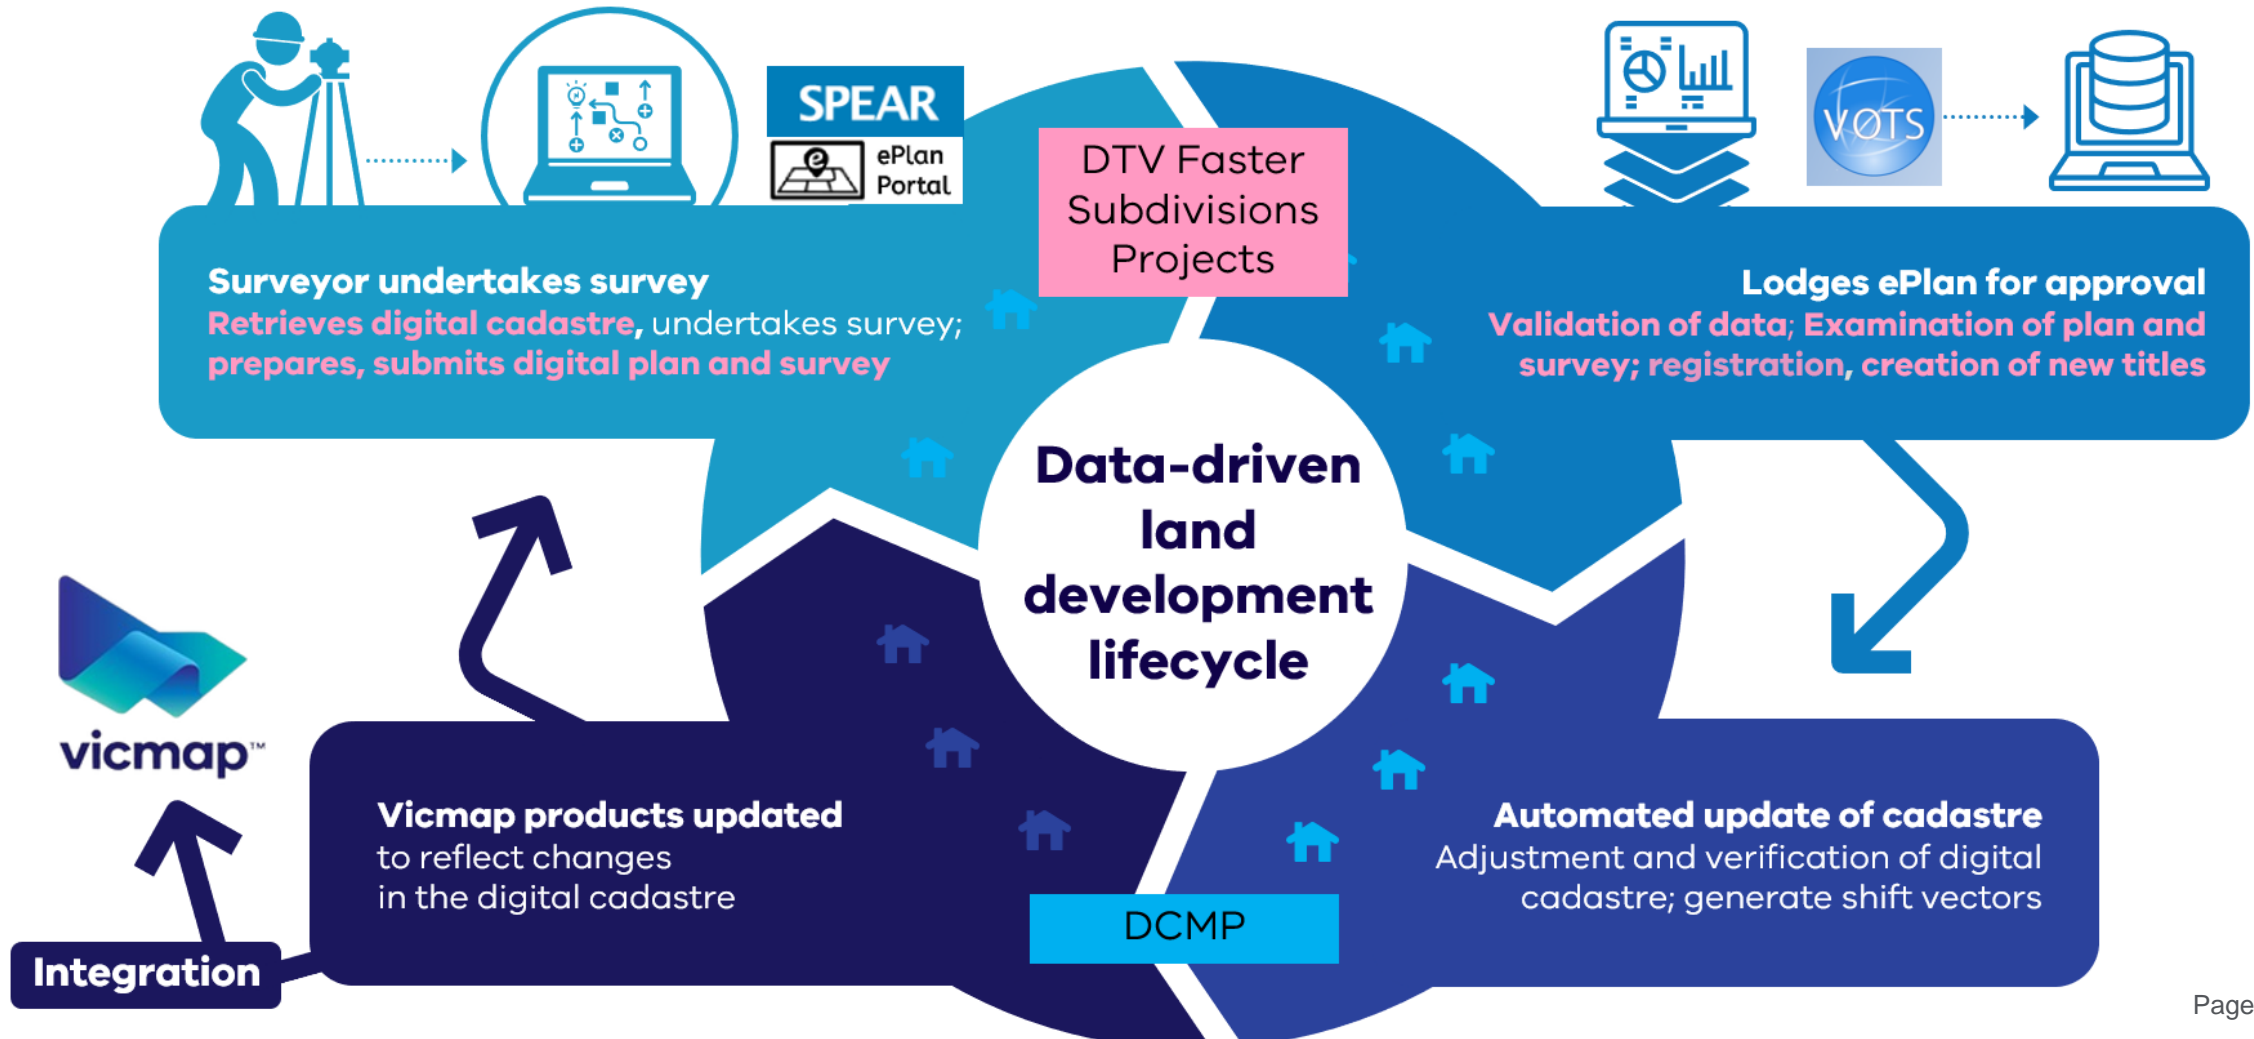 SPEAR
ePlan
Portal
DTV Faster
Subdivisions
Projects
VOTS
Surveyor undertakes survey
Retrieves digital cadastre, undertakes survey;
prepares, submits digital plan and survey
Lodges ePlan for approval
Validation of data; Examination of plan and
survey; registration, creation of new titles
Data-driven
land
development
lifecycle
vicmap™
Vicmap products updated
to reflect changes
in the digital cadastre
Automated update of cadastre
Adjustment and verification of digital
cadastre; generate shift vectors
DCMP
Integration
Page